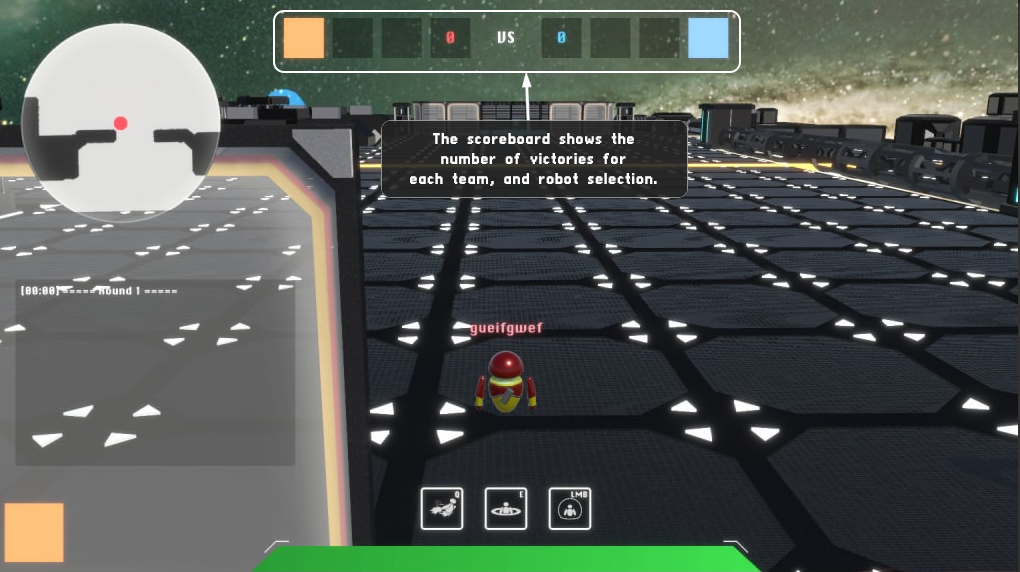 0 VS 0
The scoreboard shows the
number of victories for
each team, and robot selection.
[00:00] ===== Round 1 =====
gueifgwef
Q E LMB